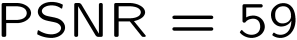 PSNR = 59